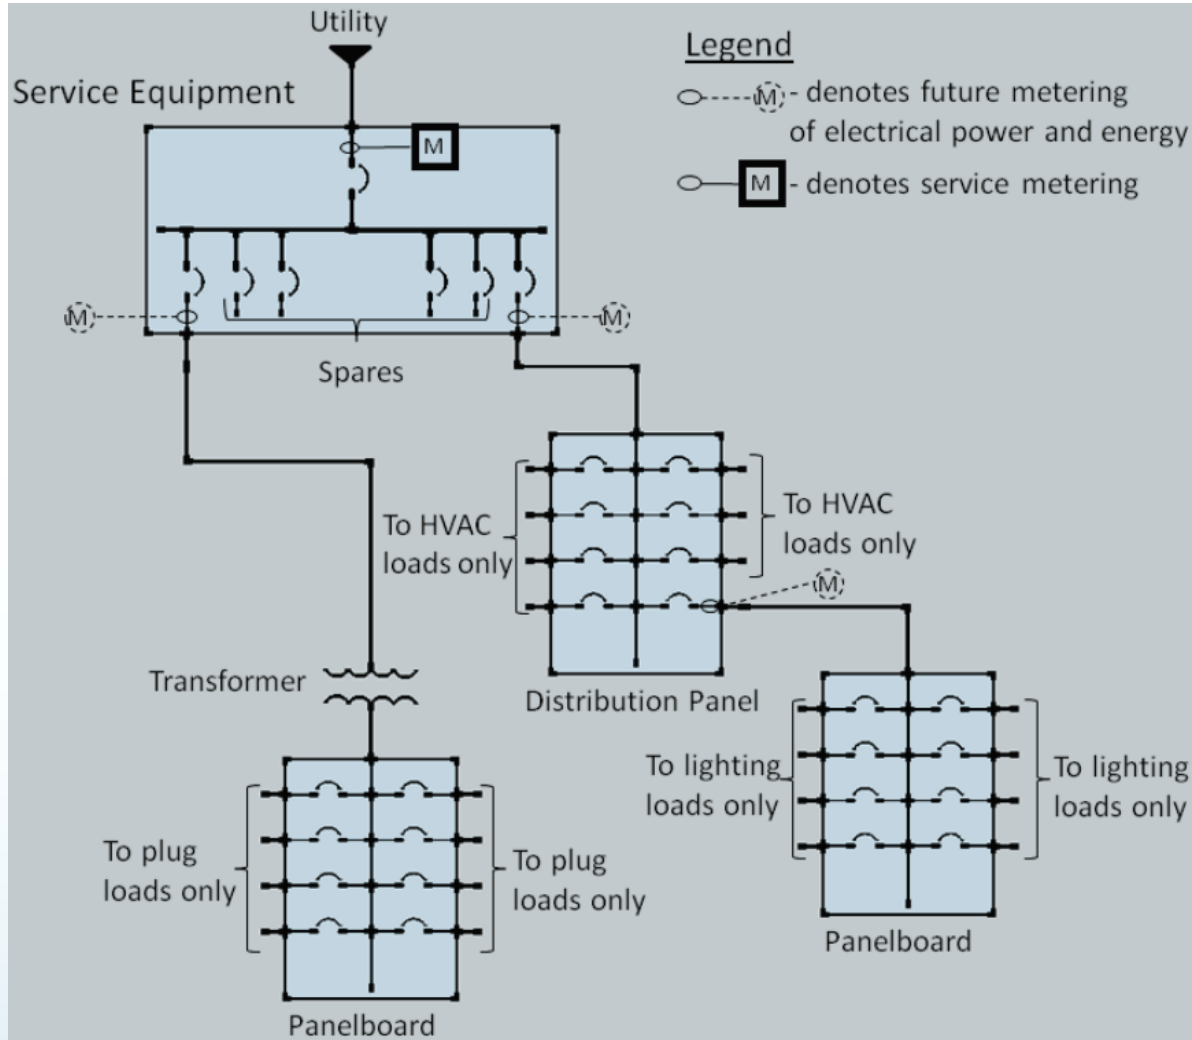 Utility
Legend
Service Equipment
M - denotes future metering
of electrical power and energy
M
M - denotes service metering
M
M
Spares
To HVAC
loads only
To HVAC
loads only
M
Transformer
Distribution Panel
To lighting
loads only
To lighting
loads only
To plug
loads only
To plug
loads only
Panelboard
Panelboard